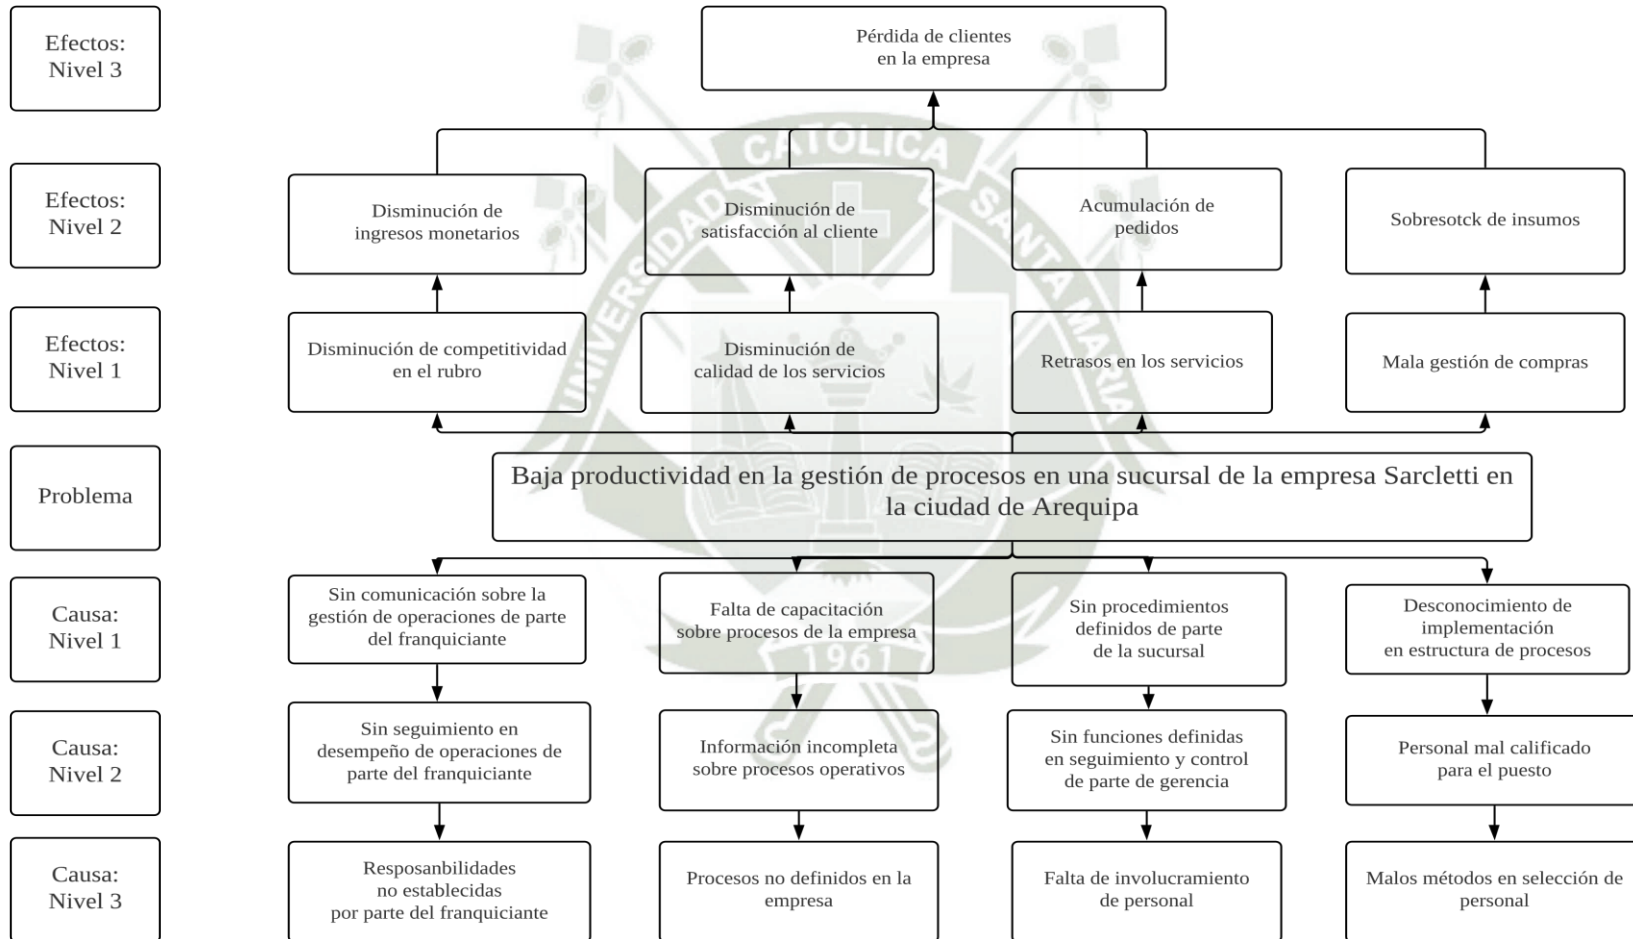 Efectos:
Nivel 3
Pérdida de clientes
en la empresa
Efectos:
Nivel 2
Disminución de
ingresos monetarios
Disminución de
satisfacción al cliente
Acumulación de
pedidos
Sobresotck de insumos
Efectos:
Nivel 1
Disminución de competitividad
en el rubro
Disminución de
calidad de los servicios
Retrasos en los servicios
Mala gestión de compras
Problema
Baja productividad en la gestión de procesos en una sucursal de la empresa Sarcletti en
la ciudad de Arequipa
Causa:
Nivel 1
Sin comunicación sobre la
gestión de operaciones de parte
del franquiciante
Falta de capacitación
sobre procesos de la empresa
Sin procedimientos
definidos de parte
de la sucursal
Desconocimiento de
implementación
en estructura de procesos
Causa:
Nivel 2
Sin seguimiento en
desempeño de operaciones de
parte del franquiciante
Información incompleta
sobre procesos operativos
Sin funciones definidas
en seguimiento y control
de parte de gerencia
Personal mal calificado
para el puesto
Causa:
Nivel 3
Resposanbilidades
no establecidas
por parte del franquiciante
Procesos no definidos en la
empresa
Falta de involucramiento
de personal
Malos métodos en selección de
personal
UNIVERSIDAD CATOLICA SANTA MARIA
1961